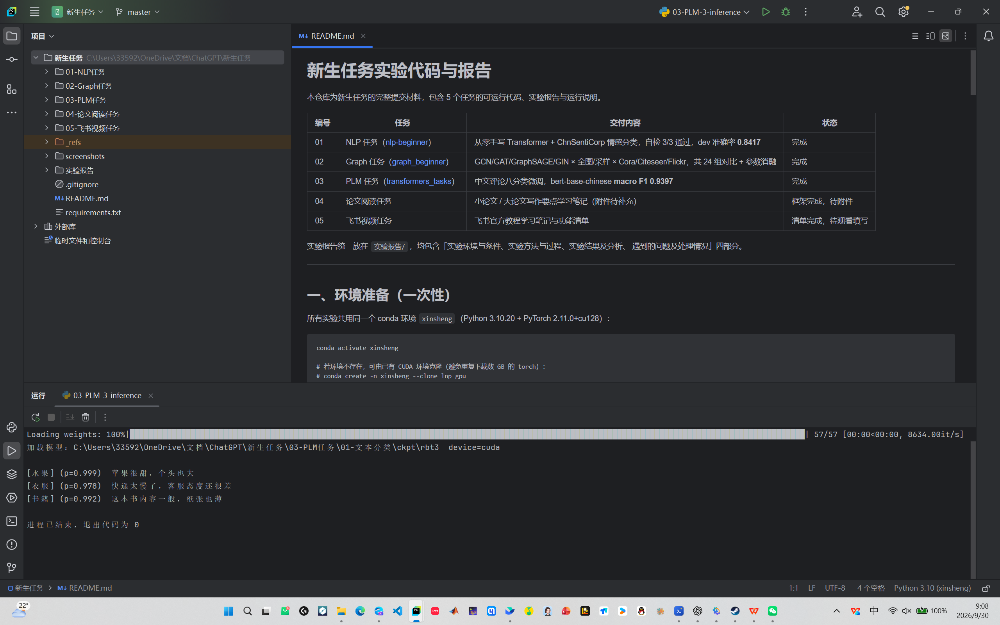 新生任务
master
03-PLM-3-inference
项目
README.md
新生任务 C:\Users\33592\OneDrive\文档\ChatGPT\新生任务
01-NLP任务
02-Graph任务
03-PLM任务
04-论文阅读任务
05-飞书视频任务
_refs
screenshots
实验报告
.gitignore
README.md
requirements.txt
外部库
临时文件和控制台
新生任务实验代码与报告
本仓库为新生任务的完整提交材料，包含 5 个任务的可运行代码、实验报告与运行说明。
编号 任务 交付内容 状态
01 NLP 任务（nlp-beginner） 从零手写 Transformer + ChnSentiCorp 情感分类，自检 3/3 通过，dev 准确率 0.8417 完成
02 Graph 任务（graph_beginner） GCN/GAT/GraphSAGE/GIN × 全图/采样 × Cora/Citeseer/Flickr，共 24 组对比 + 参数消融 完成
03 PLM 任务（transformers_tasks） 中文评论八分类微调，bert-base-chinese macro F1 0.9397 完成
04 论文阅读任务 小论文 / 大论文写作要点学习笔记（附件待补充） 框架完成，待附件
05 飞书视频任务 飞书官方教程学习笔记与功能清单 清单完成，待观看填写
实验报告统一放在 实验报告/ ，均包含「实验环境与条件、实验方法与过程、实验结果及分析、 遇到的问题及处理情况」四部分。
一、环境准备（一次性）
所有实验共用同一个 conda 环境 xinsheng （Python 3.10.20 + PyTorch 2.11.0+cu128）：
conda activate xinsheng
# 若环境不存在，可由已有 CUDA 环境克隆（避免重复下载数 GB 的 torch）：
# conda create -n xinsheng --clone lnp_gpu
运行
03-PLM-3-inference
Loading weights: 100%| | 57/57 [00:00<00:00, 8634.00it/s]
加载模型：C:\Users\33592\OneDrive\文档\ChatGPT\新生任务\03-PLM任务\01-文本分类\ckpt\rbt3 device=cuda
[水果] (p=0.999) 苹果很甜，个头也大
[衣服] (p=0.978) 快递太慢了，客服态度还很差
[书籍] (p=0.992) 这本书内容一般，纸张也薄
进程已结束，退出代码为 0
新生任务 > README.md
1:1 LF UTF-8 4 个空格 Python 3.10 (xinsheng)
22°
中
100%
9:08
2026/9/30